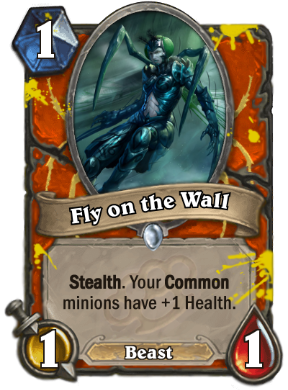 1
Fly on the Wall
Stealth. Your Common
minions have +1 Health.
1
Beast
1